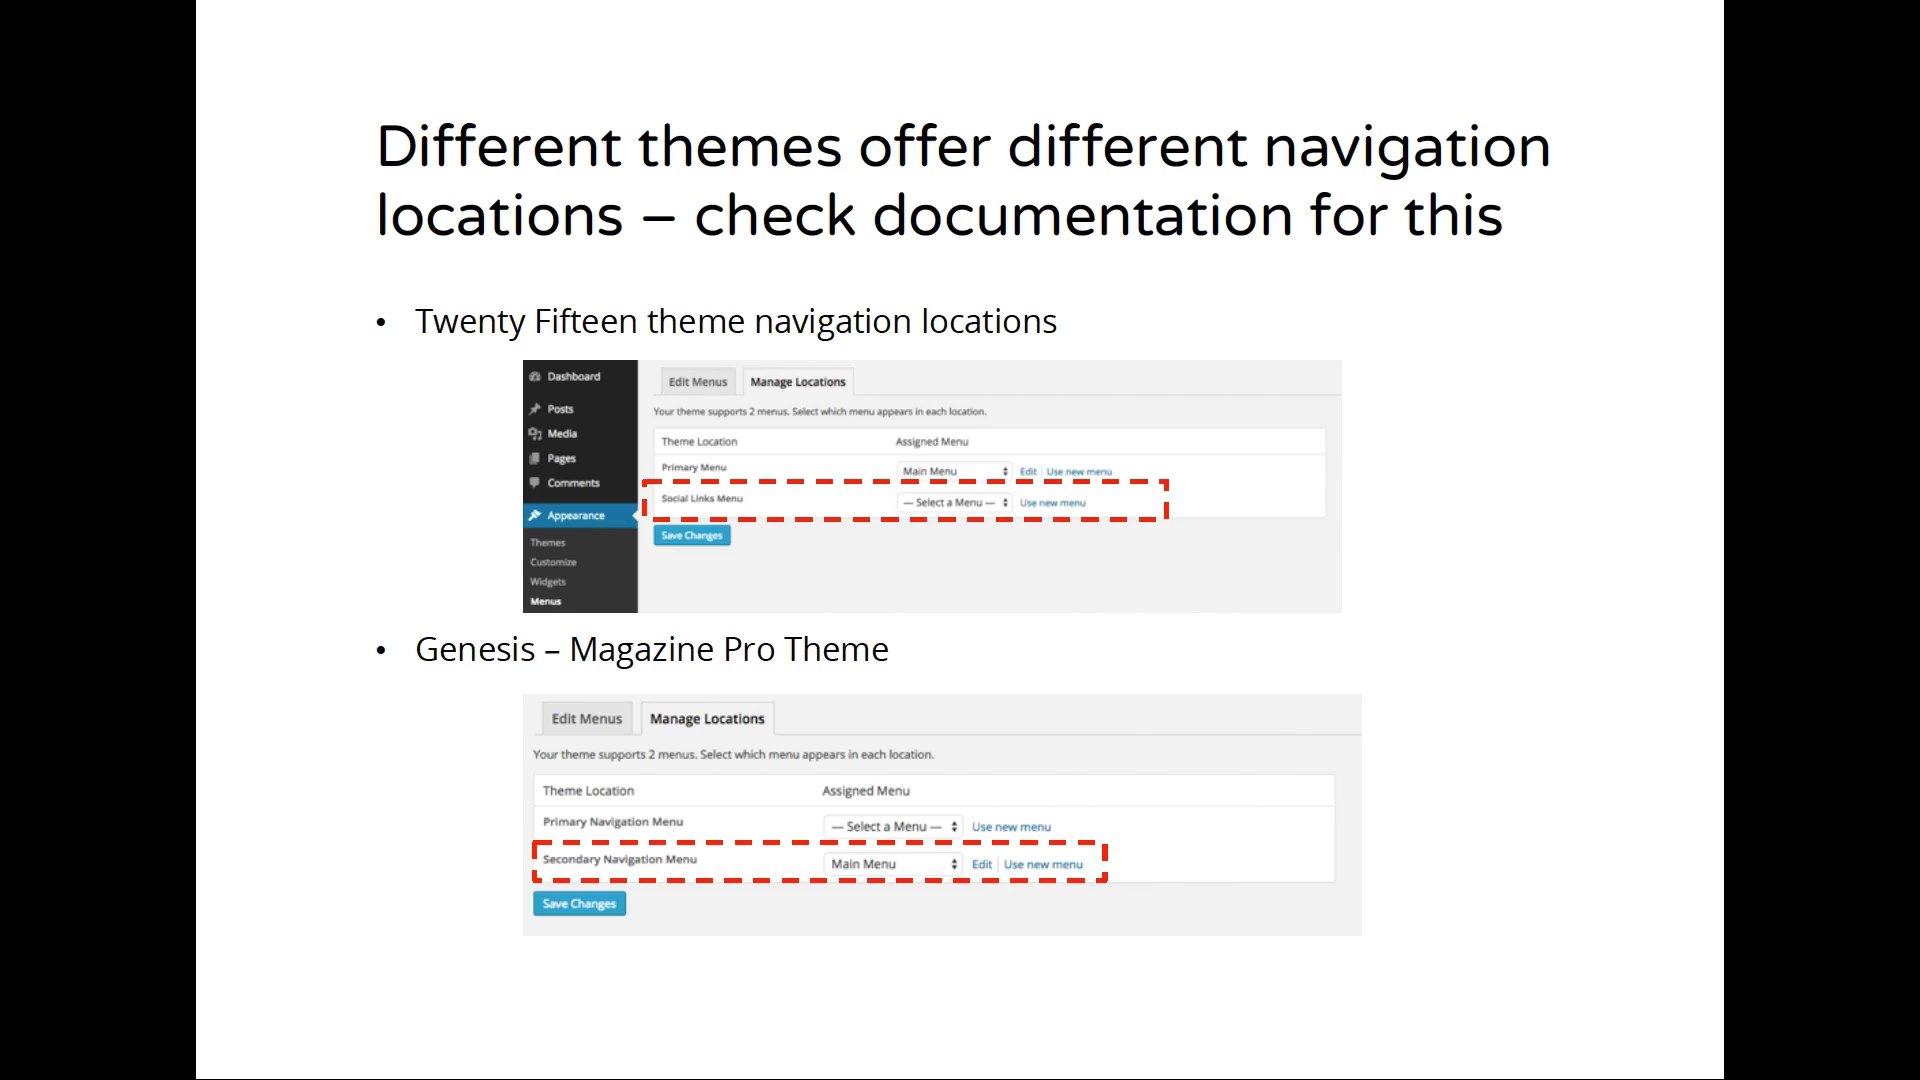 Different themes offer different navigation
locations – check documentation for this
• Twenty Fifteen theme navigation locations
Dashboard
Posts
Media
Pages
Comments
Appearance
Themes
Customize
Widgets
Menus
Edit Menus Manage Locations
Your theme supports 2 menus. Select which menu appears in each location.
Theme Location Assigned Menu
Primary Menu Main Menu Edit | Use new menu
Social Links Menu — Select a Menu — Use new menu
Save Changes
• Genesis – Magazine Pro Theme
Edit Menus Manage Locations
Your theme supports 2 menus. Select which menu appears in each location.
Theme Location Assigned Menu
Primary Navigation Menu — Select a Menu — Use new menu
Secondary Navigation Menu Main Menu Edit | Use new menu
Save Changes